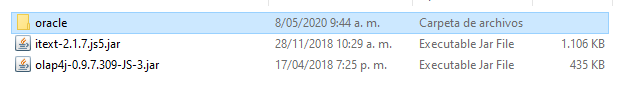 oracle 8/05/2020 9:44 a. m. Carpeta de archivos
itext-2.1.7.js5.jar 28/11/2018 10:29 a. m. Executable Jar File 1.106 KB
olap4j-0.9.7.309-JS-3.jar 17/04/2018 7:25 p. m. Executable Jar File 435 KB